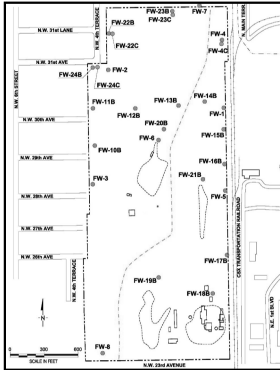 FW-23B
FW-7
FW-23C
FW-22B
N.W. 4th TERRACE
N. MAIN TERR.
N.W. 31st LANE
FW-22C
FW-4
FW-4C
N.W. 31st AVE
FW-24B
FW-2
FW-24C
N.W. 6th STREET
FW-11B
FW-12B
FW-13B
FW-14B
FW-1
N.W. 30th AVE
FW-20B
FW-15B
FW-6
FW-10B
N.W. 29th AVE
FW-16B
FW-3
FW-21B
N.W. 28th AVE
FW-5
CSX TRANSPORTATION RAILROAD
N.W. 27th AVE
N.W. 26th AVE
FW-17B
N.W. 4th TERRACE
FW-19B
FW-18B
N.E. 1st BLVD
N
0 300 600
SCALE IN FEET
FW-8
N.W. 23rd AVENUE